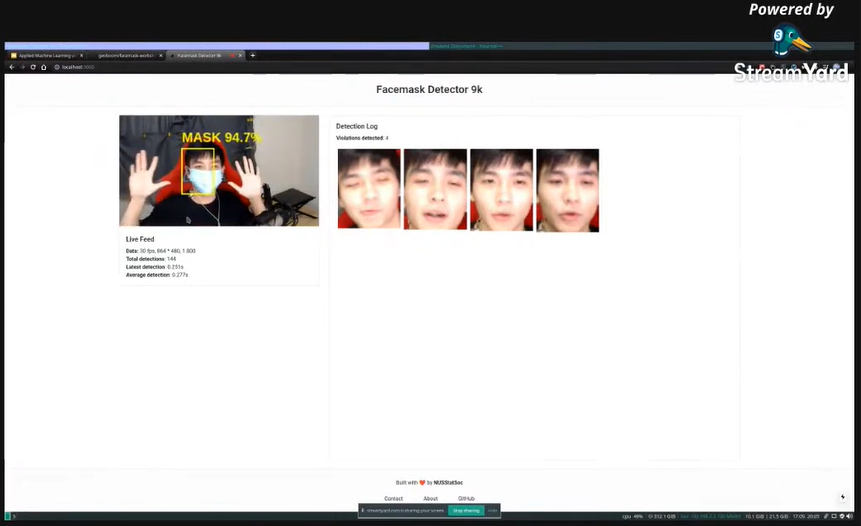 Powered by
StreamYard
Applied Machine Learning
Facemask Detector 9k
localhost:3000
Facemask Detector 9k
MASK 94.7%
Live Feed
Data: 30 fps, 864 * 480, 1.800
Total detections: 144
Latest detection: 0.251s
Average detection: 0.277s
Detection Log
Violations detected: 4
Built with ❤️ by NUSStatSoc
Contact About GitHub
streamyard.com is sharing your screen. Stop sharing Hide